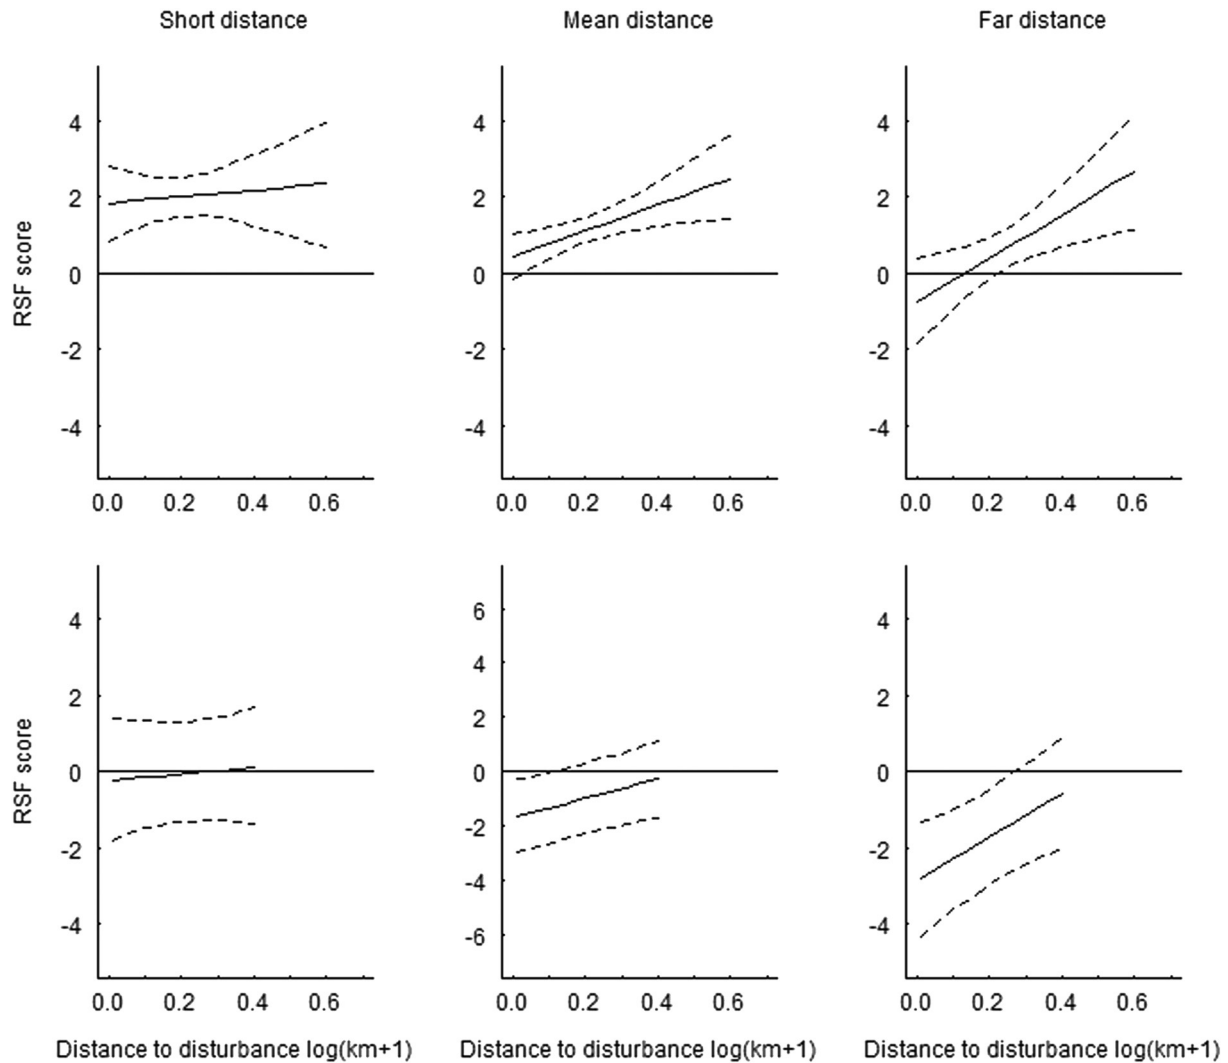 Short distance Mean distance Far distance
4 4 4
2 2 2
0 0 0
-2 -2 -2
-4 -4 -4
RSF score
0.0 0.2 0.4 0.6 0.0 0.2 0.4 0.6 0.0 0.2 0.4 0.6
4 6 4
2 4 2
0 2 0
-2 0 -2
-4 -2 -4
-4
-6
RSF score
0.0 0.2 0.4 0.6 0.0 0.2 0.4 0.6 0.0 0.2 0.4 0.6
Distance to disturbance log(km+1) Distance to disturbance log(km+1) Distance to disturbance log(km+1)